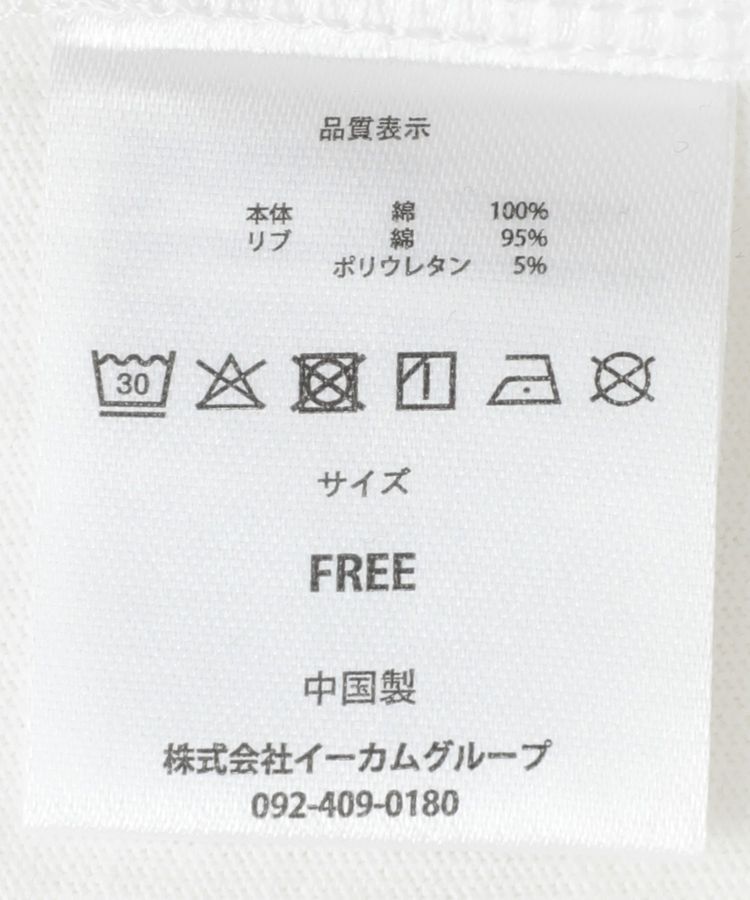 品質表示
本体 綿 100%
リブ 綿 95%
ポリウレタン 5%
30
サイズ
FREE
中国製
株式会社イーカムグループ
092-409-0180